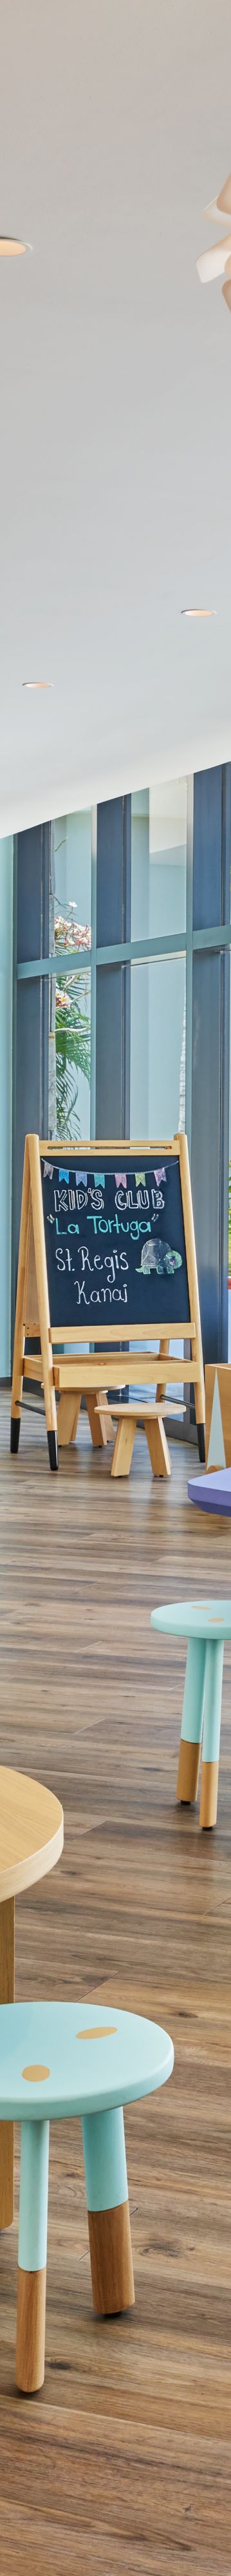 KID'S CLUB
"La Tortuga"
St. Regis
Kanai